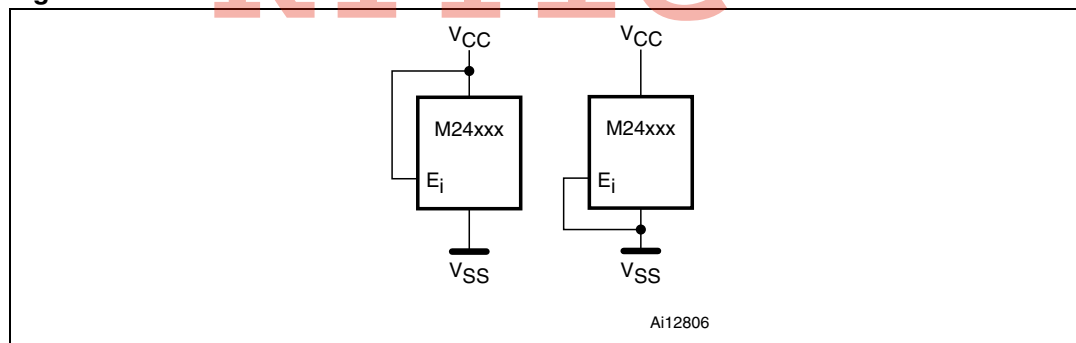 VCC VCC
M24xxx M24xxx
Ei Ei
VSS VSS
Ai12806